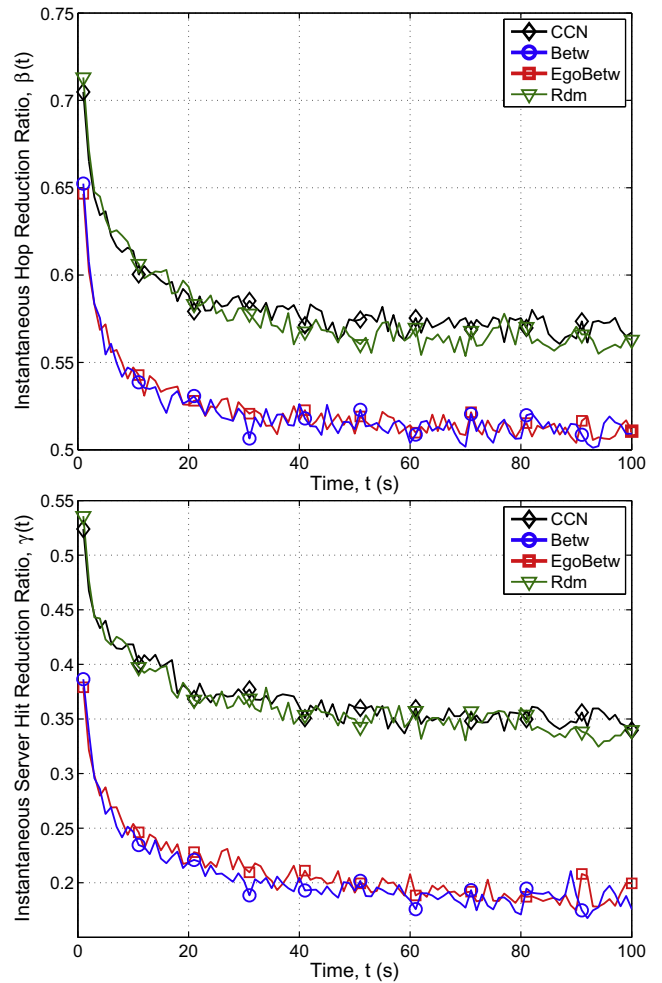 0.75
0.7
0.65
0.6
0.55
0.5
Instantaneous Hop Reduction Ratio, β(t)
CCN
Betw
EgoBetw
Rdm
0 20 40 60 80 100
Time, t (s)
0.55
0.5
0.45
0.4
0.35
0.3
0.25
0.2
Instantaneous Server Hit Reduction Ratio, γ(t)
CCN
Betw
EgoBetw
Rdm
0 20 40 60 80 100
Time, t (s)